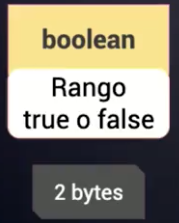 boolean
Rango
true o false
2 bytes